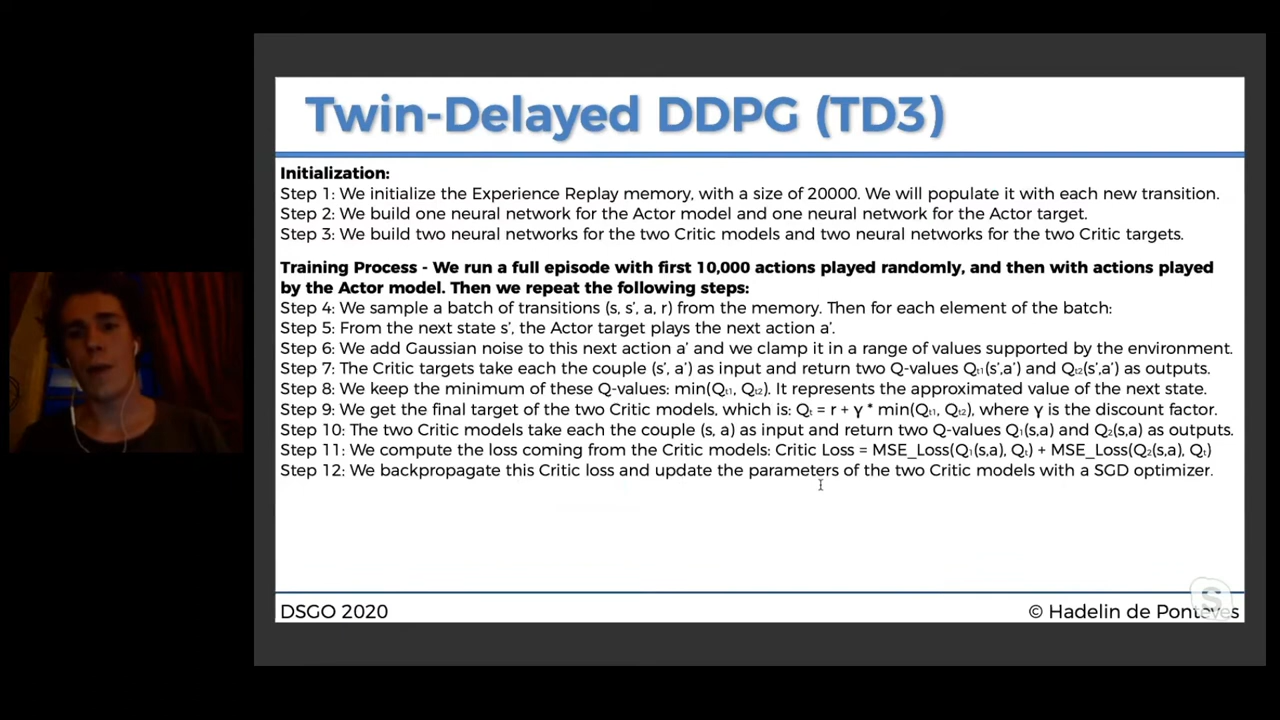 Twin-Delayed DDPG (TD3)
Initialization:
Step 1: We initialize the Experience Replay memory, with a size of 20000. We will populate it with each new transition.
Step 2: We build one neural network for the Actor model and one neural network for the Actor target.
Step 3: We build two neural networks for the two Critic models and two neural networks for the two Critic targets.
Training Process - We run a full episode with first 10,000 actions played randomly, and then with actions played
by the Actor model. Then we repeat the following steps:
Step 4: We sample a batch of transitions (s, s’, a, r) from the memory. Then for each element of the batch:
Step 5: From the next state s’, the Actor target plays the next action a’.
Step 6: We add Gaussian noise to this next action a’ and we clamp it in a range of values supported by the environment.
Step 7: The Critic targets take each the couple (s’, a’) as input and return two Q-values Qₜ₁(s’,a’) and Qₜ₂(s’,a’) as outputs.
Step 8: We keep the minimum of these Q-values: min(Qₜ₁, Qₜ₂). It represents the approximated value of the next state.
Step 9: We get the final target of the two Critic models, which is: Qₜ = r + γ * min(Qₜ₁, Qₜ₂), where γ is the discount factor.
Step 10: The two Critic models take each the couple (s, a) as input and return two Q-values Q₁(s,a) and Q₂(s,a) as outputs.
Step 11: We compute the loss coming from the Critic models: Critic Loss = MSE_Loss(Q₁(s,a), Qₜ) + MSE_Loss(Q₂(s,a), Qₜ)
Step 12: We backpropagate this Critic loss and update the parameters of the two Critic models with a SGD optimizer.
DSGO 2020
© Hadelin de Ponteves